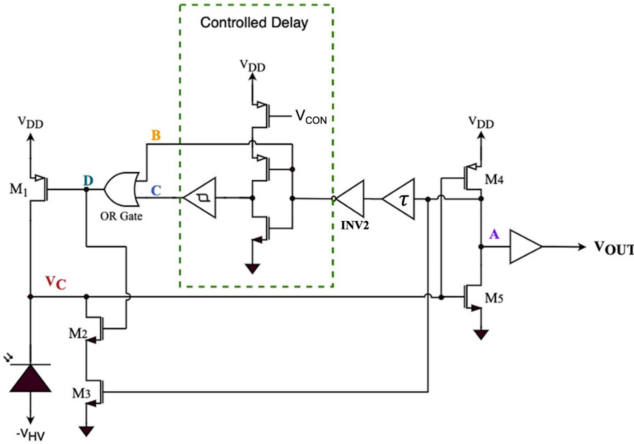 Controlled Delay
VDD
VCON
VDD
VDD
B
M1
D
C
OR Gate
INV2
τ
M4
A
VOUT
VC
M5
M2
M3
-VHV